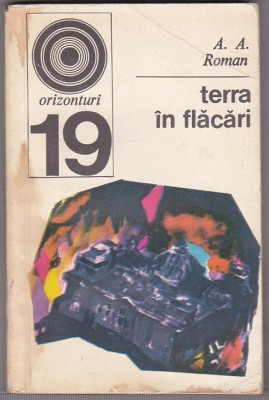 orizonturi
19
A. A.
Roman
terra
în flăcări